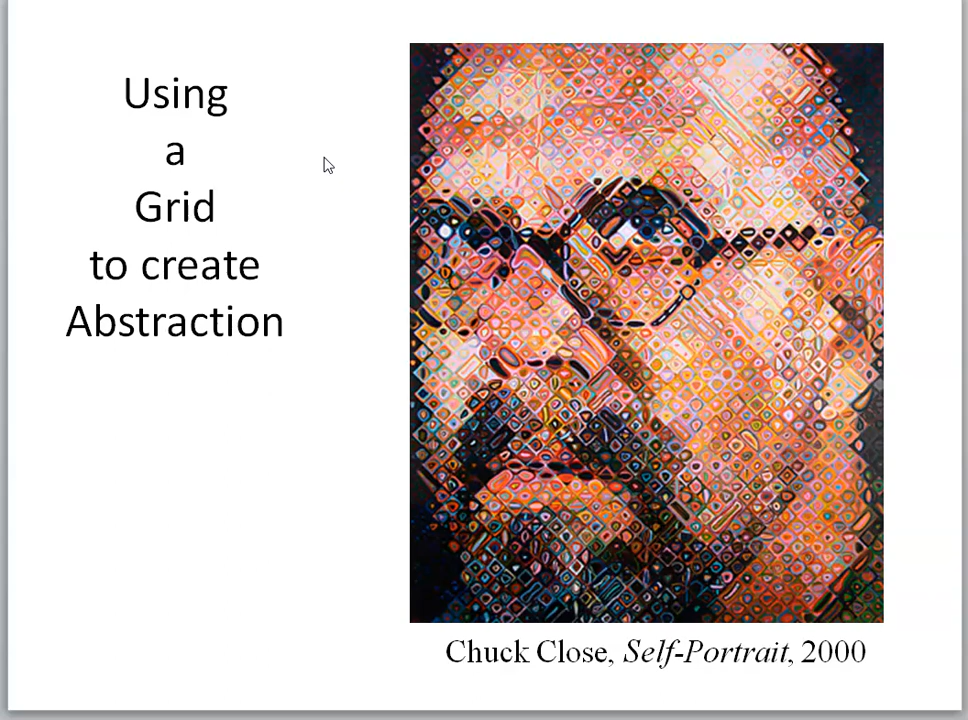 Using
a
Grid
to create
Abstraction
Chuck Close, Self-Portrait, 2000